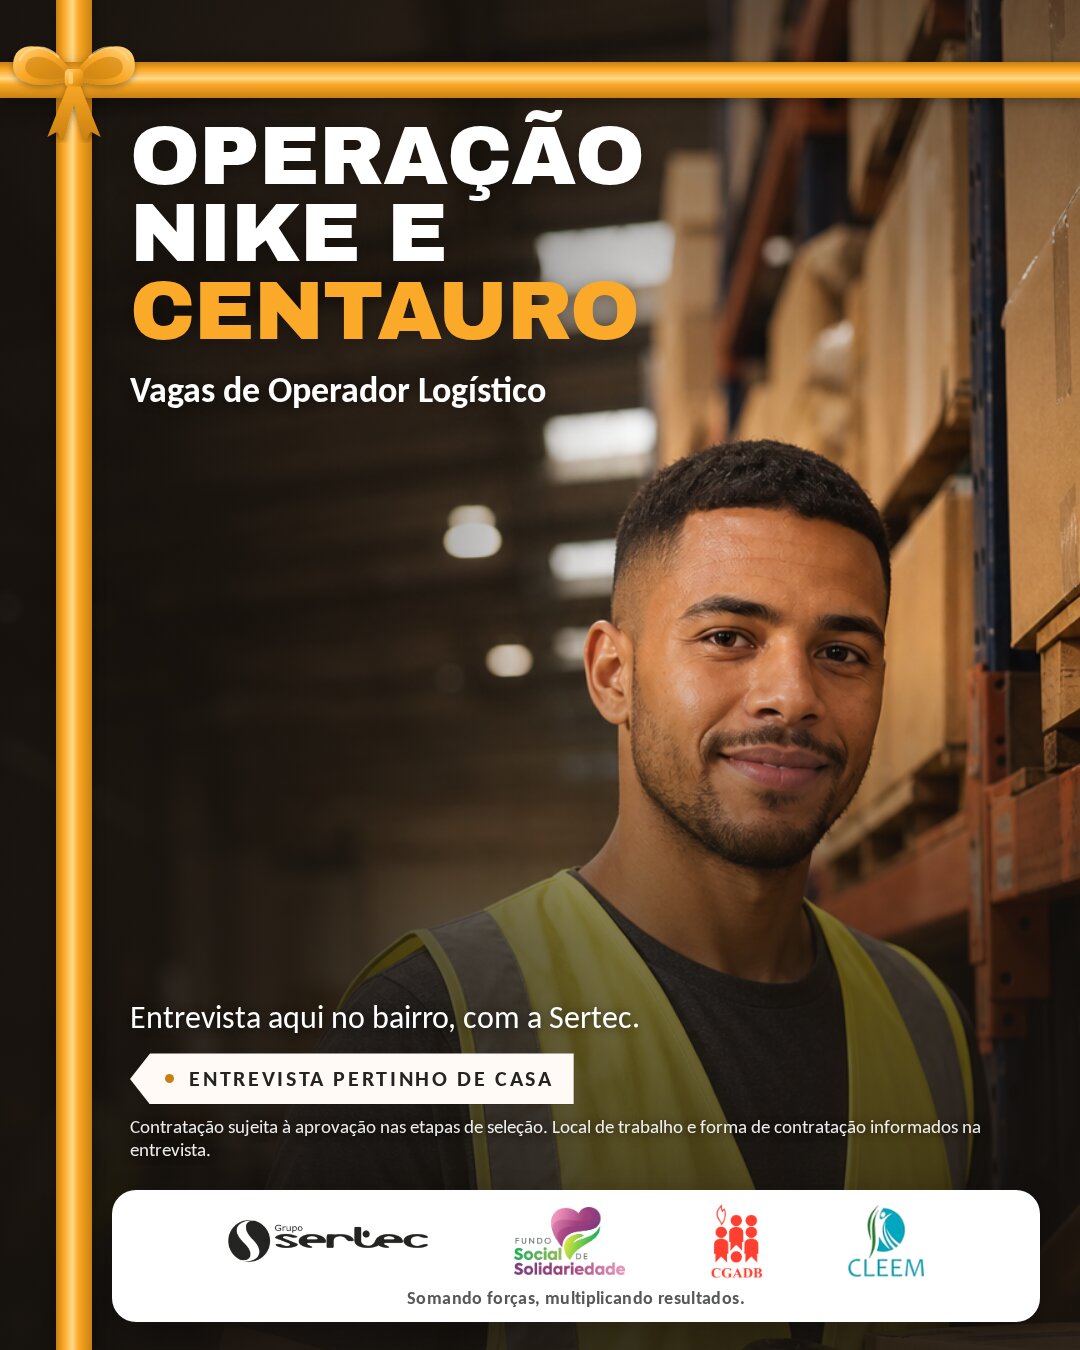 OPERAÇÃO
NIKE E
CENTAURO
Vagas de Operador Logístico
Entrevista aqui no bairro, com a Sertec.
ENTREVISTA PERTINHO DE CASA
Contratação sujeita à aprovação nas etapas de seleção. Local de trabalho e forma de contratação informados na
entrevista.
Grupo
sertec
FUNDO
Social DE
Solidariedade
CGADB
CLEEM
Somando forças, multiplicando resultados.